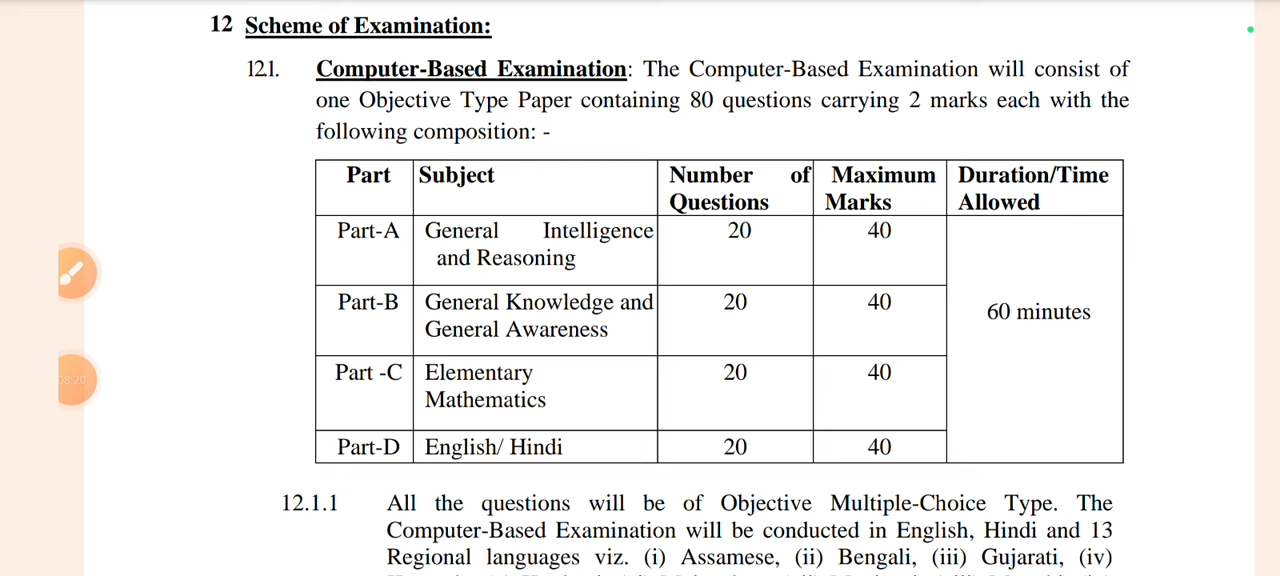 12 Scheme of Examination:
12.1. Computer-Based Examination: The Computer-Based Examination will consist of
one Objective Type Paper containing 80 questions carrying 2 marks each with the
following composition: -
Part Subject Number of Questions Maximum Marks Duration/Time Allowed
Part-A General Intelligence and Reasoning 20 40 60 minutes
Part-B General Knowledge and General Awareness 20 40
Part -C Elementary Mathematics 20 40
Part-D English/ Hindi 20 40
12.1.1 All the questions will be of Objective Multiple-Choice Type. The
Computer-Based Examination will be conducted in English, Hindi and 13
Regional languages viz. (i) Assamese, (ii) Bengali, (iii) Gujarati, (iv)
08:20